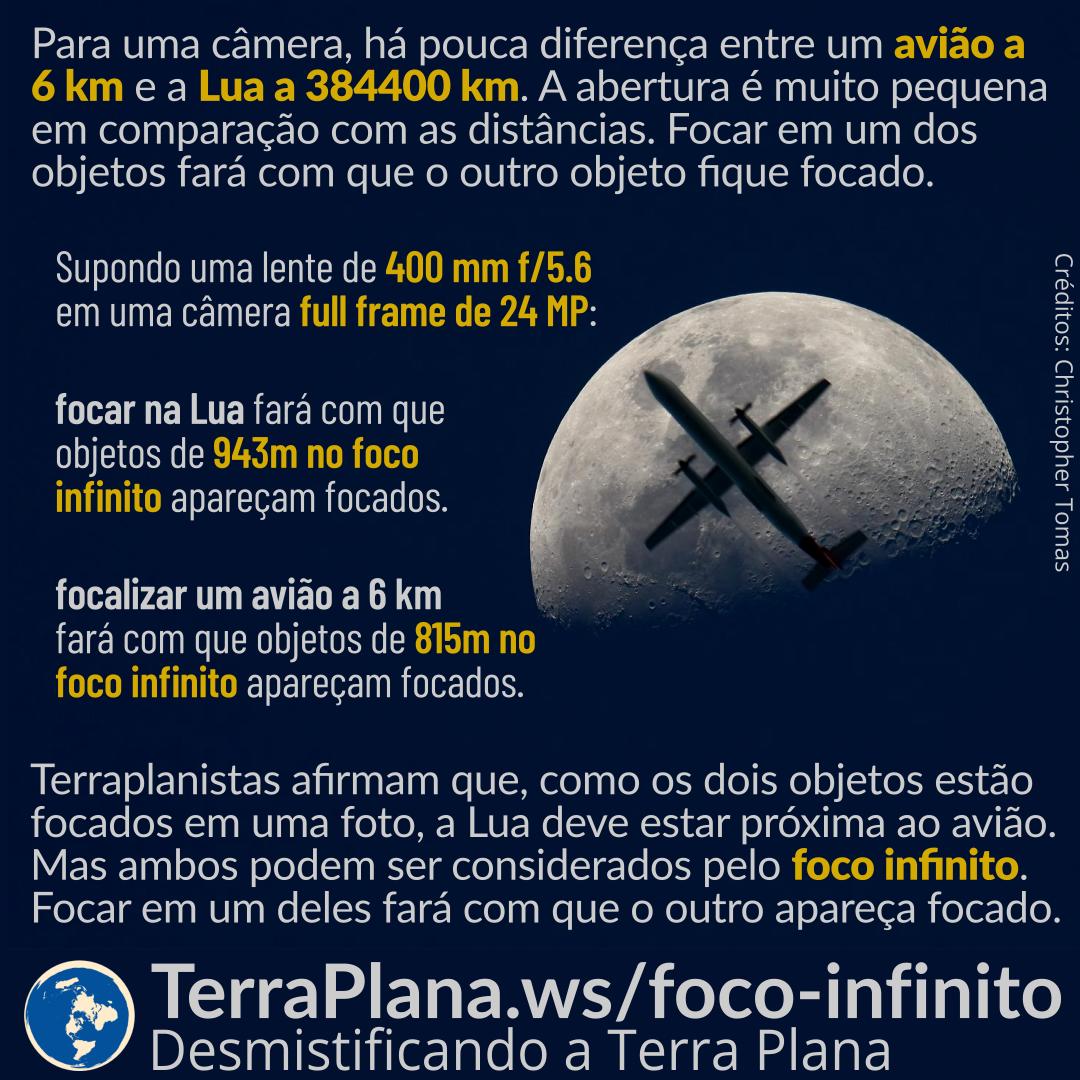 Para uma câmera, há pouca diferença entre um avião a
6 km e a Lua a 384400 km. A abertura é muito pequena
em comparação com as distâncias. Focar em um dos
objetos fará com que o outro objeto fique focado.
Supondo uma lente de 400 mm f/5.6
em uma câmera full frame de 24 MP:
focar na Lua fará com que
objetos de 943m no foco
infinito apareçam focados.
focalizar um avião a 6 km
fará com que objetos de 815m no
foco infinito apareçam focados.
Créditos: Christopher Tomas
Terraplanistas afirmam que, como os dois objetos estão
focados em uma foto, a Lua deve estar próxima ao avião.
Mas ambos podem ser considerados pelo foco infinito.
Focar em um deles fará com que o outro apareça focado.
TerraPlana.ws/foco-infinito
Desmistificando a Terra Plana